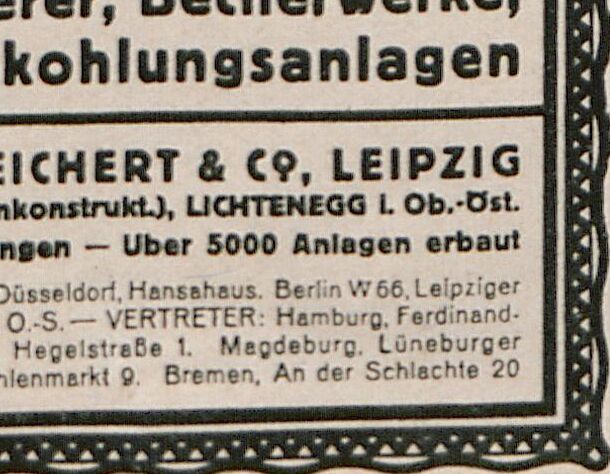 kohlungsanlagen
EICHERT & Cº, LEIPZIG
nkonstrukt.), LICHTENEGG i. Ob.-Öst.
ngen — Über 5000 Anlagen erbaut
Düsseldorf, Hansahaus. Berlin W 66, Leipziger
O.-S. — VERTRETER: Hamburg, Ferdinand-
Hegelstraße 1. Magdeburg, Lüneburger
hlenmarkt 9. Bremen, An der Schlachte 20